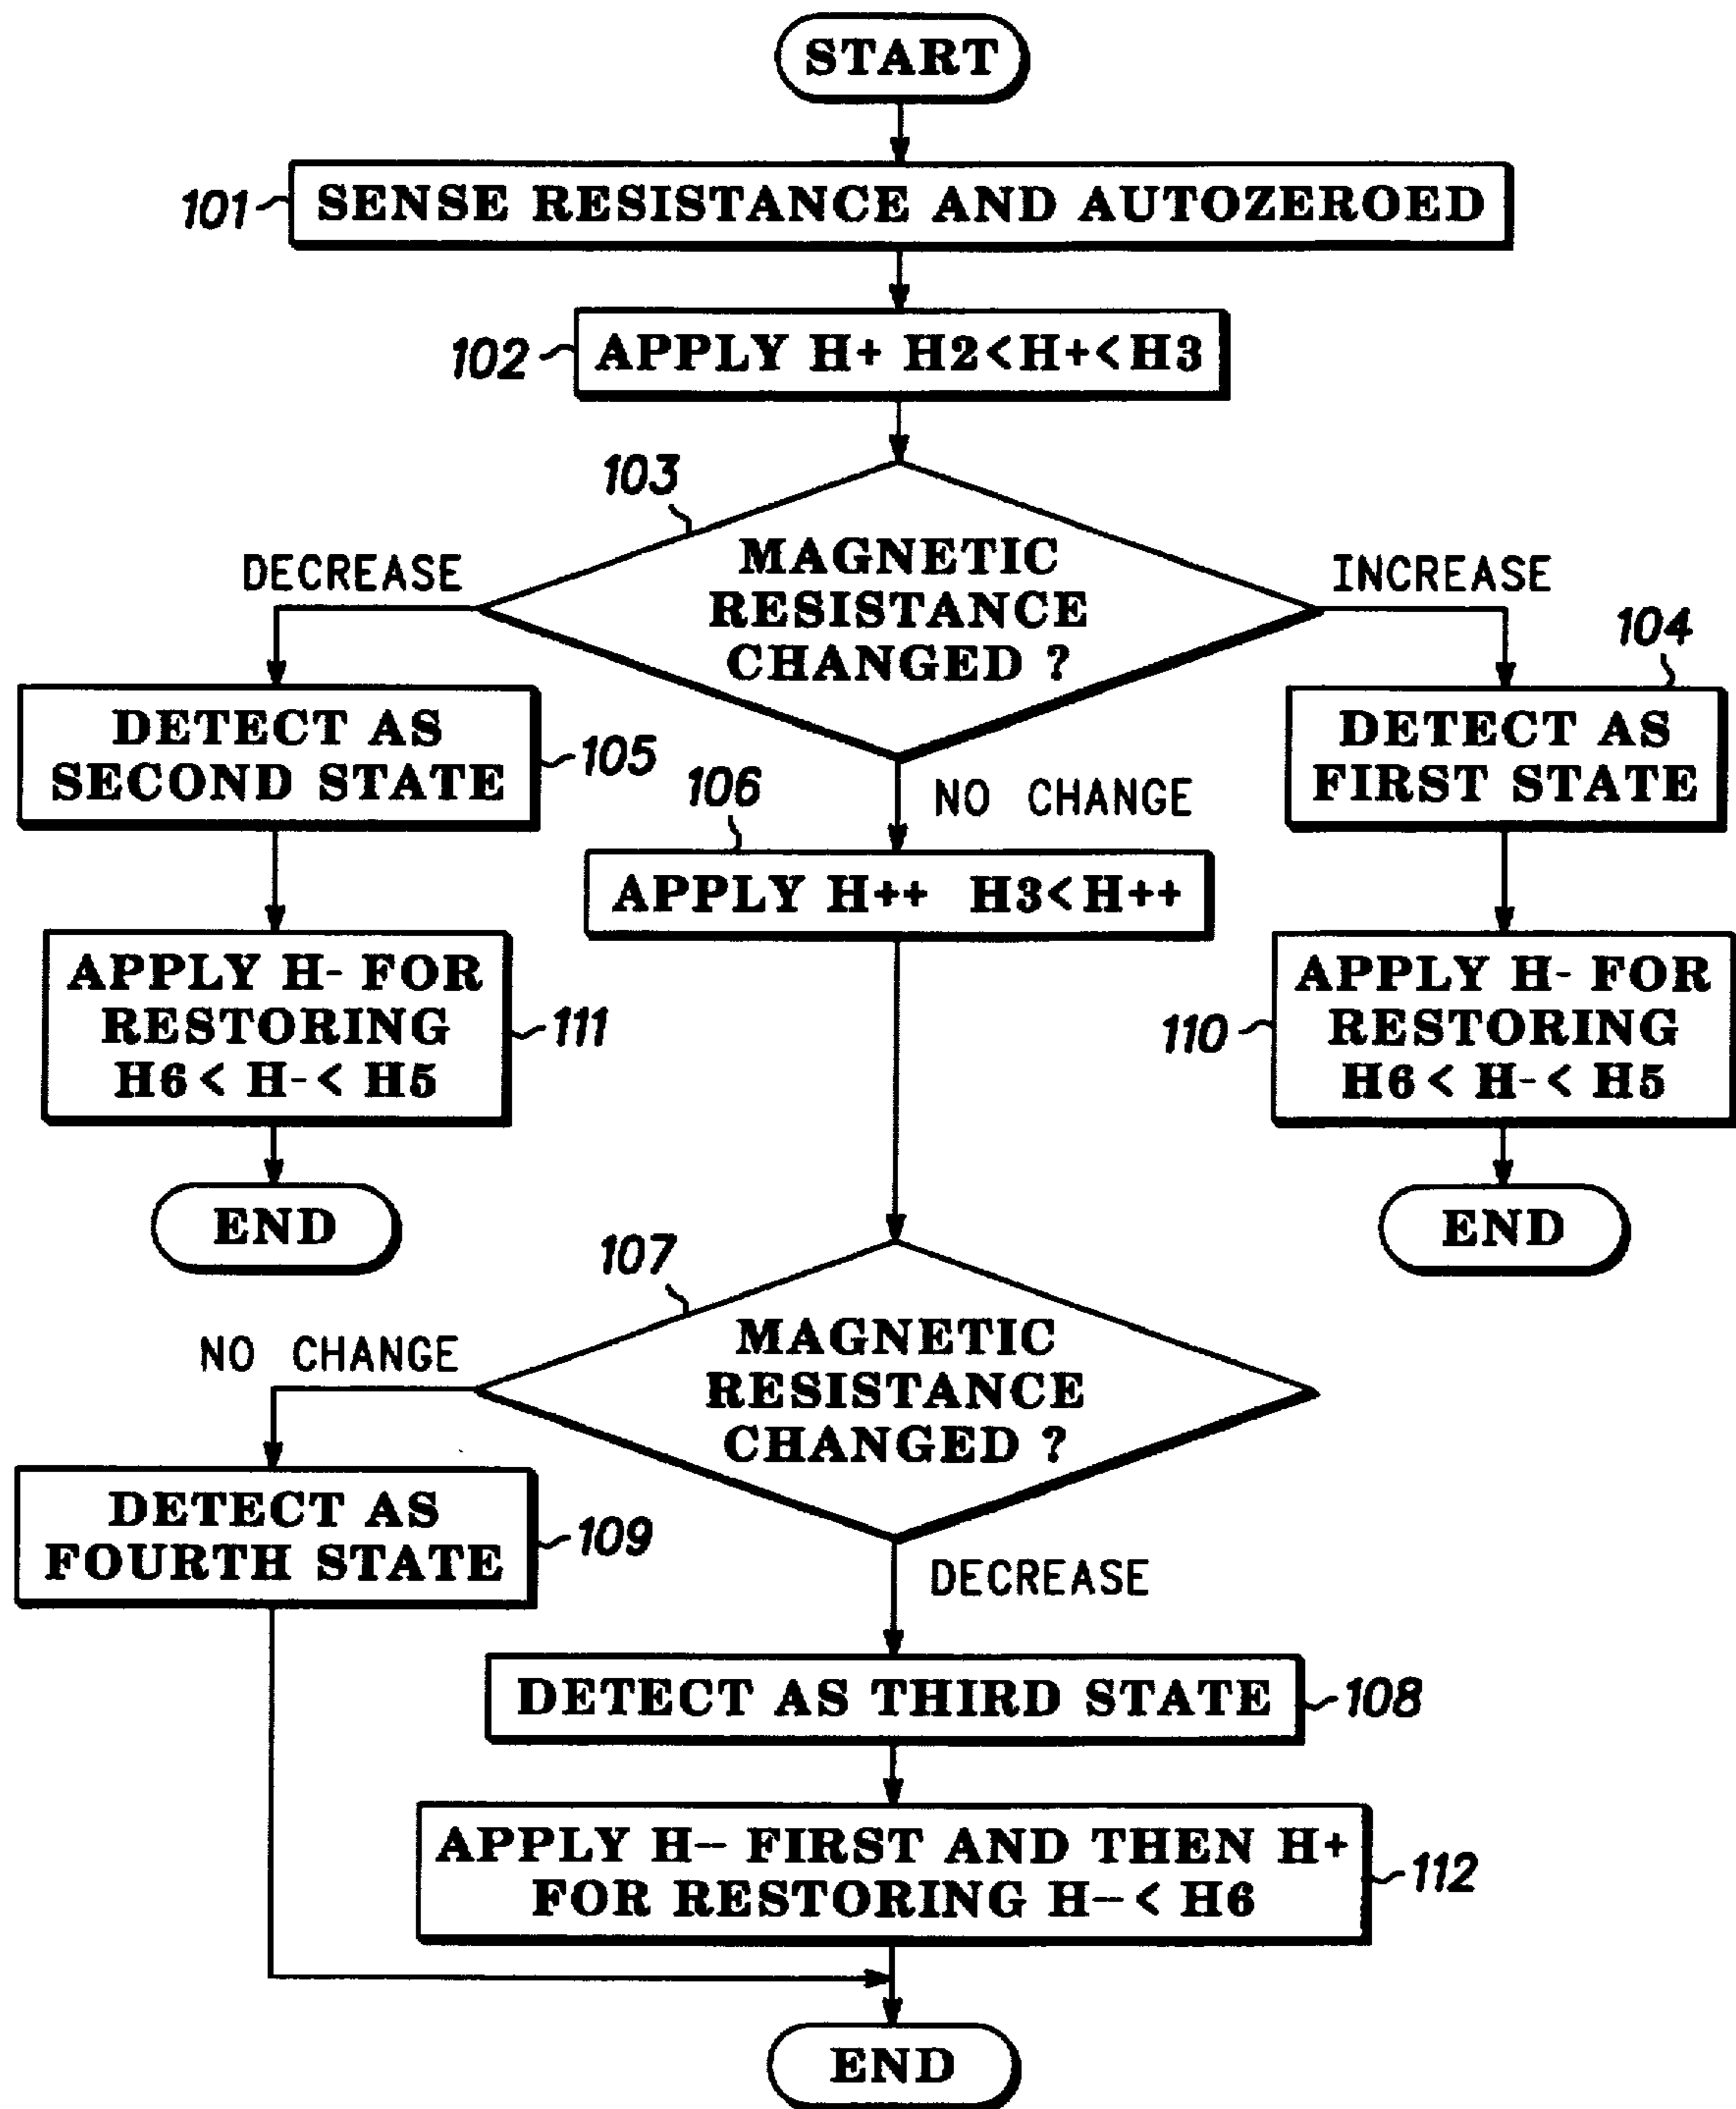 START
101
SENSE RESISTANCE AND AUTOZEROED
102
APPLY H+ H2<H+<H3
103
MAGNETIC
RESISTANCE
CHANGED ?
DECREASE
INCREASE
NO CHANGE
104
DETECT AS
FIRST STATE
DETECT AS
SECOND STATE
105
106
APPLY H++ H3<H++
APPLY H- FOR
RESTORING
H6< H-< H5
111
110
APPLY H- FOR
RESTORING
H6< H-< H5
END
END
107
MAGNETIC
RESISTANCE
CHANGED ?
NO CHANGE
DECREASE
DETECT AS
FOURTH STATE
109
DETECT AS THIRD STATE
108
APPLY H-- FIRST AND THEN H+
FOR RESTORING H--< H6
112
END